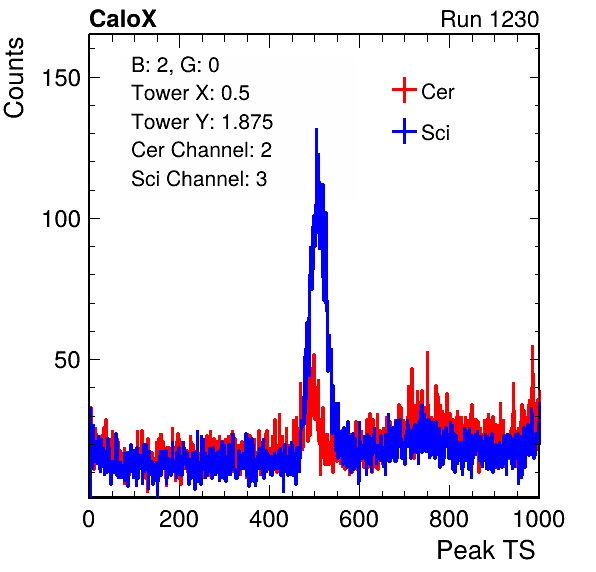 CaloX Run 1230
Counts
B: 2, G: 0
Tower X: 0.5
Tower Y: 1.875
Cer Channel: 2
Sci Channel: 3
Cer
Sci
150
100
50
0 200 400 600 800 1000
Peak TS